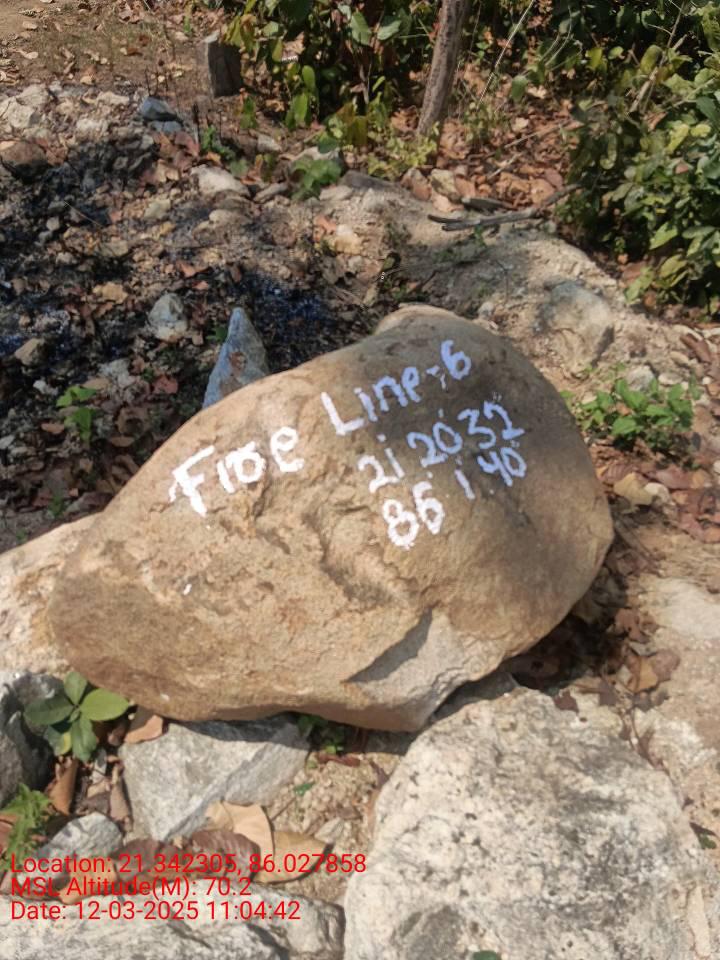 Fire Line-6
21 20 32
86 1 40
Location: 21.342305, 86.027858
MSL Altitude(M): 70.2
Date: 12-03-2025 11:04:42